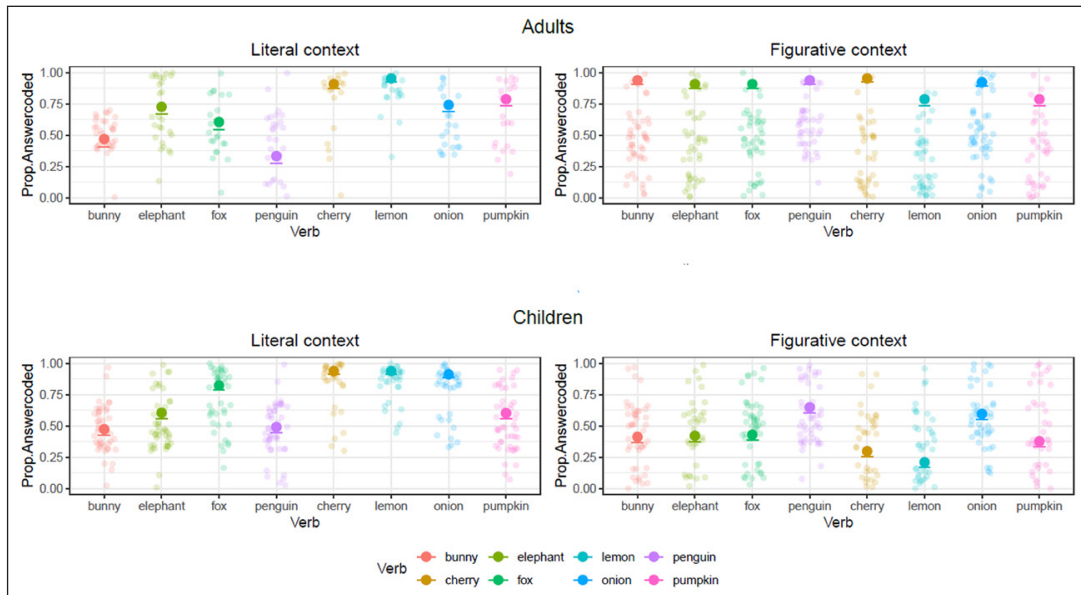 Adults
Literal context
Figurative context
Prop.Answercoded
1.00
0.75
0.50
0.25
0.00
bunny elephant fox penguin cherry lemon onion pumpkin
Verb
Prop.Answercoded
1.00
0.75
0.50
0.25
0.00
bunny elephant fox penguin cherry lemon onion pumpkin
Verb
Children
Literal context
Figurative context
Prop.Answercoded
1.00
0.75
0.50
0.25
0.00
bunny elephant fox penguin cherry lemon onion pumpkin
Verb
Prop.Answercoded
1.00
0.75
0.50
0.25
0.00
bunny elephant fox penguin cherry lemon onion pumpkin
Verb
Verb
bunny elephant lemon penguin
cherry fox onion pumpkin